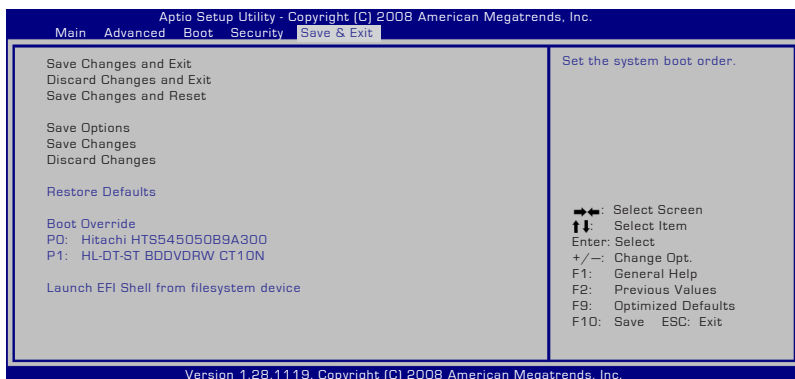 Aptio Setup Utility - Copyright (C) 2008 American Megatrends, Inc.
Main Advanced Boot Security Save & Exit
Save Changes and Exit
Discard Changes and Exit
Save Changes and Reset
Save Options
Save Changes
Discard Changes
Restore Defaults
Boot Override
P0: Hitachi HTS545050B9A300
P1: HL-DT-ST BDDVDRW CT10N
Launch EFI Shell from filesystem device
Set the system boot order.
→←: Select Screen
↑↓: Select Item
Enter: Select
+/—: Change Opt.
F1: General Help
F2: Previous Values
F9: Optimized Defaults
F10: Save ESC: Exit
Version 1.28.1119. Copyright (C) 2008 American Megatrends, Inc.